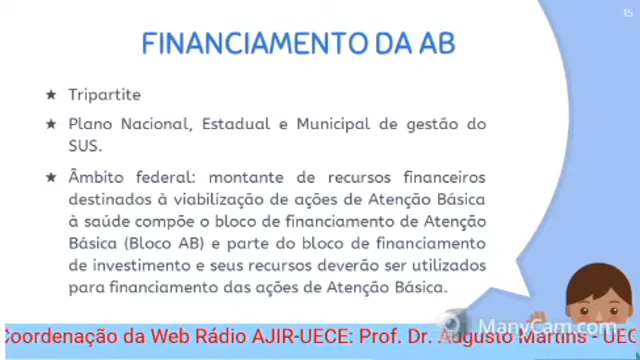 15
FINANCIAMENTO DA AB
★ Tripartite
★ Plano Nacional, Estadual e Municipal de gestão do
SUS.
★ Âmbito federal: montante de recursos financeiros
destinados à viabilização de ações de Atenção Básica
à saúde compõe o bloco de financiamento de Atenção
Básica (Bloco AB) e parte do bloco de financiamento
de investimento e seus recursos deverão ser utilizados
para financiamento das ações de Atenção Básica.
ManyCam.com
Coordenação da Web Rádio AJIR-UECE: Prof. Dr. Augusto Martins - UEC